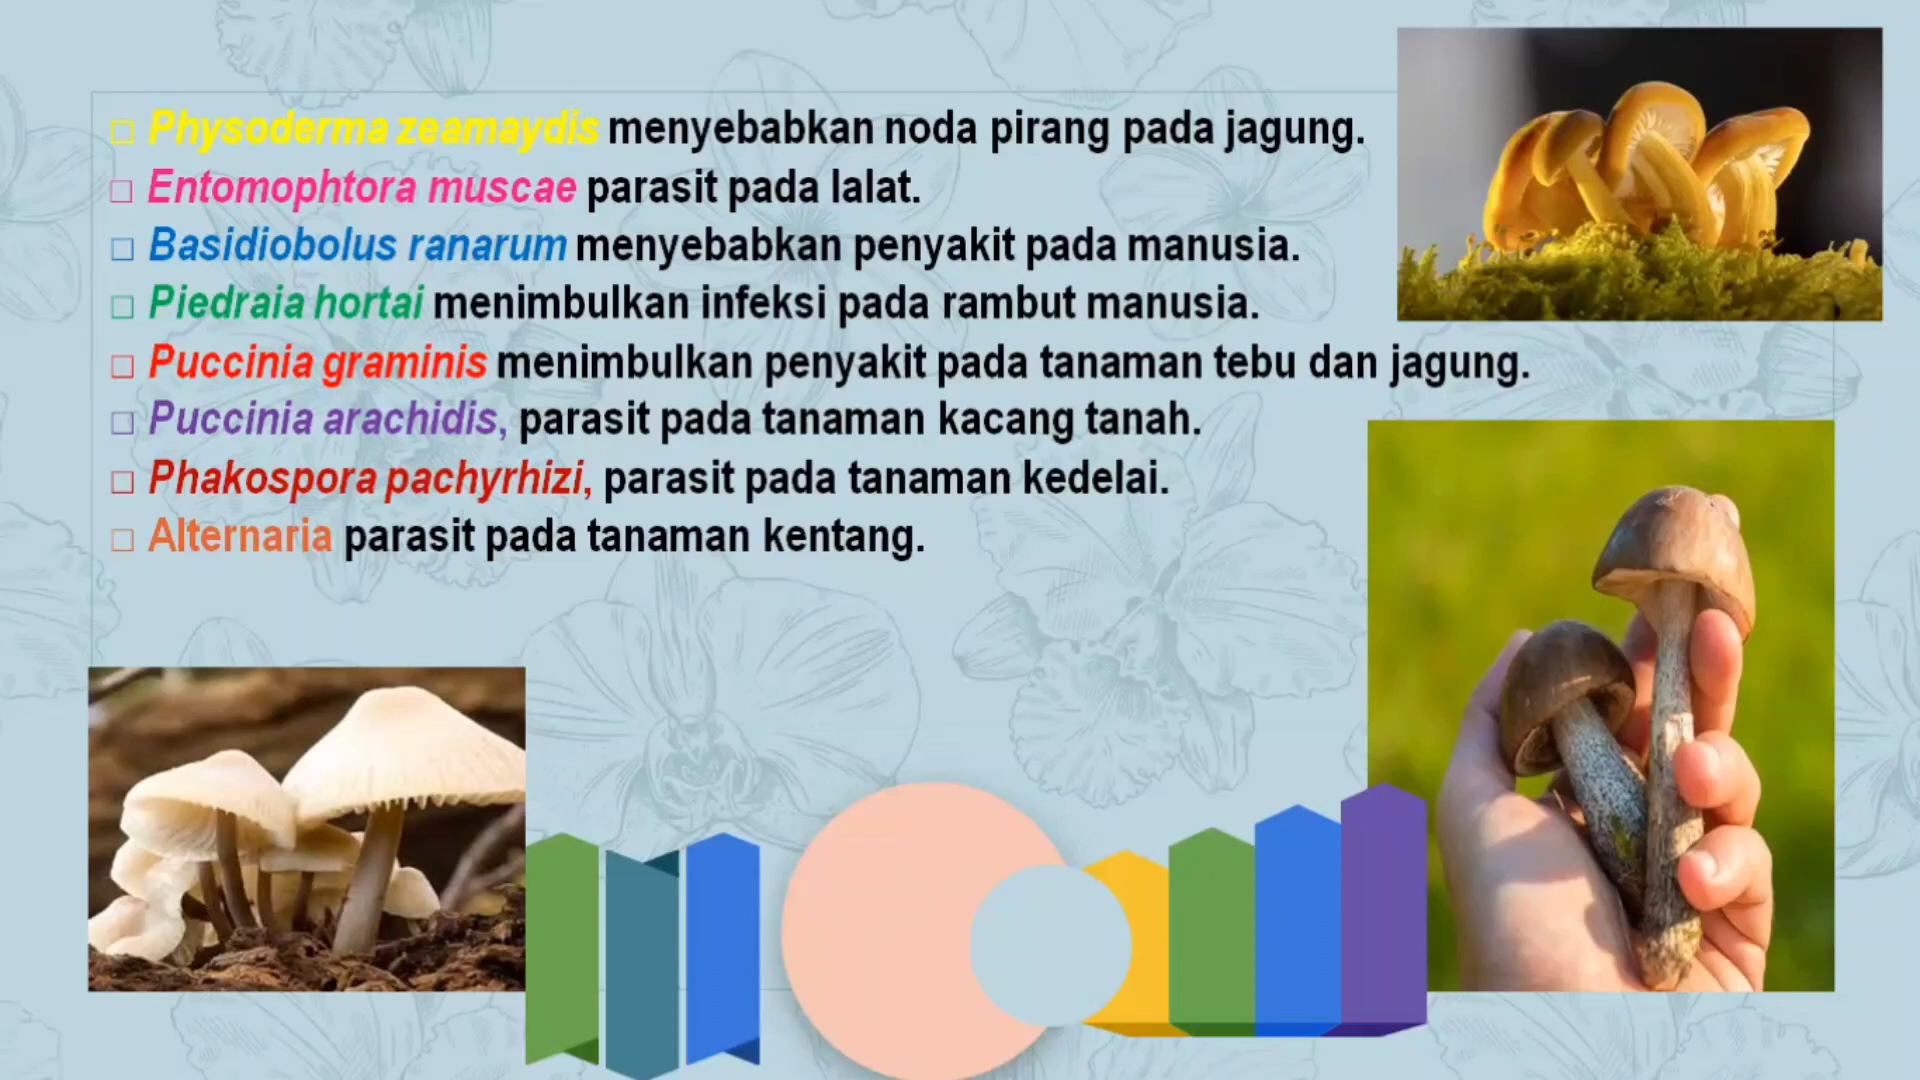 Physoderma zeamaydis menyebabkan noda pirang pada jagung.
Entomophtora muscae parasit pada lalat.
Basidiobolus ranarum menyebabkan penyakit pada manusia.
Piedraia hortai menimbulkan infeksi pada rambut manusia.
Puccinia graminis menimbulkan penyakit pada tanaman tebu dan jagung.
Puccinia arachidis, parasit pada tanaman kacang tanah.
Phakospora pachyrhizi, parasit pada tanaman kedelai.
Alternaria parasit pada tanaman kentang.